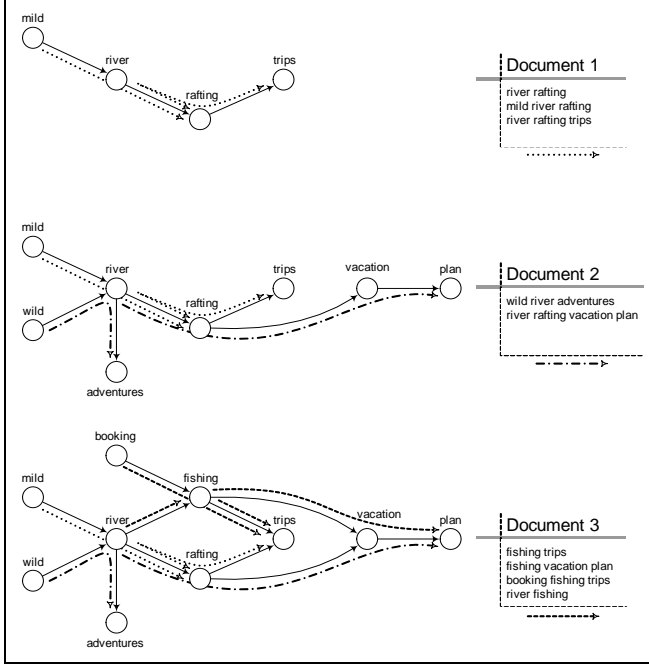 mild
river
trips
rafting
Document 1
river rafting
mild river rafting
river rafting trips
mild
river
trips
vacation
plan
rafting
wild
adventures
Document 2
wild river adventures
river rafting vacation plan
booking
fishing
mild
river
trips
vacation
plan
rafting
wild
adventures
Document 3
fishing trips
fishing vacation plan
booking fishing trips
river fishing